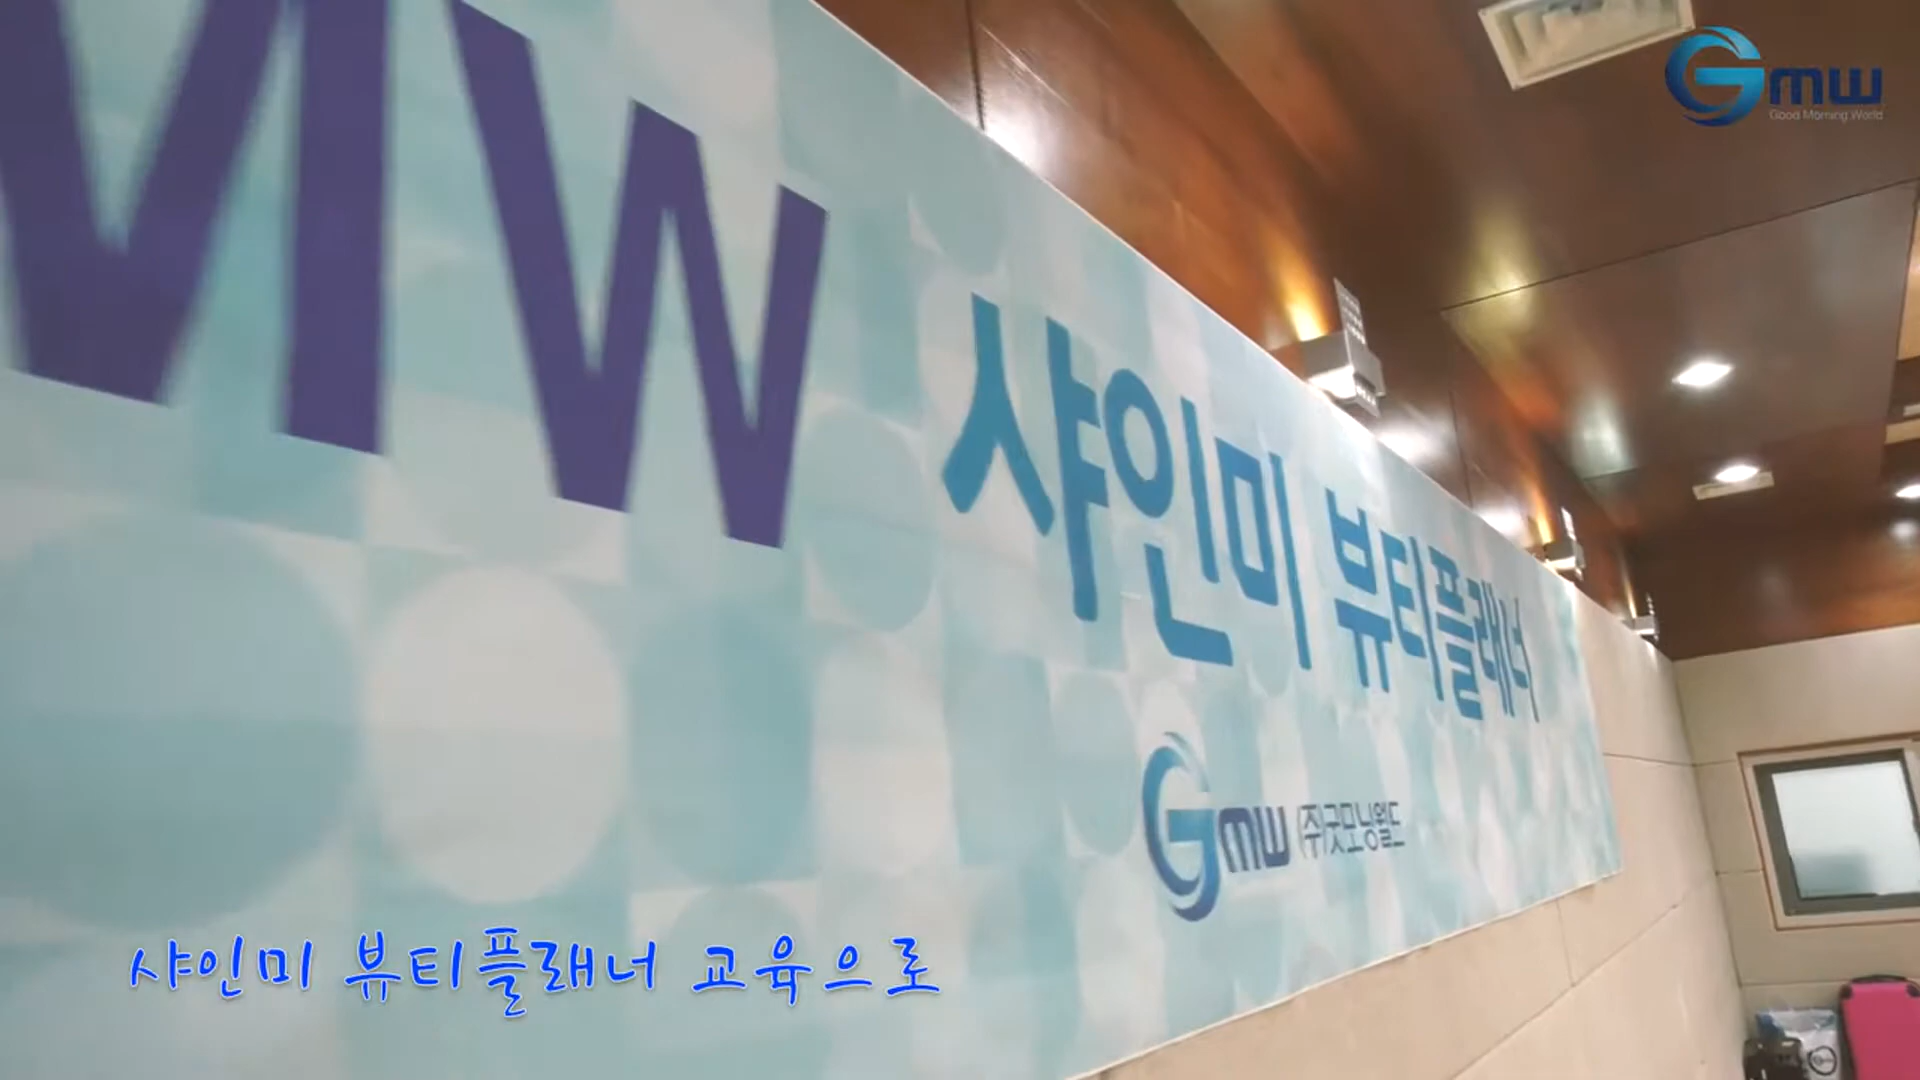 Gmw
Good Morning World
MW 샤인미 뷰티플래너
Gmw (주)굿모닝월드
샤인미 뷰티플래너 교육으로